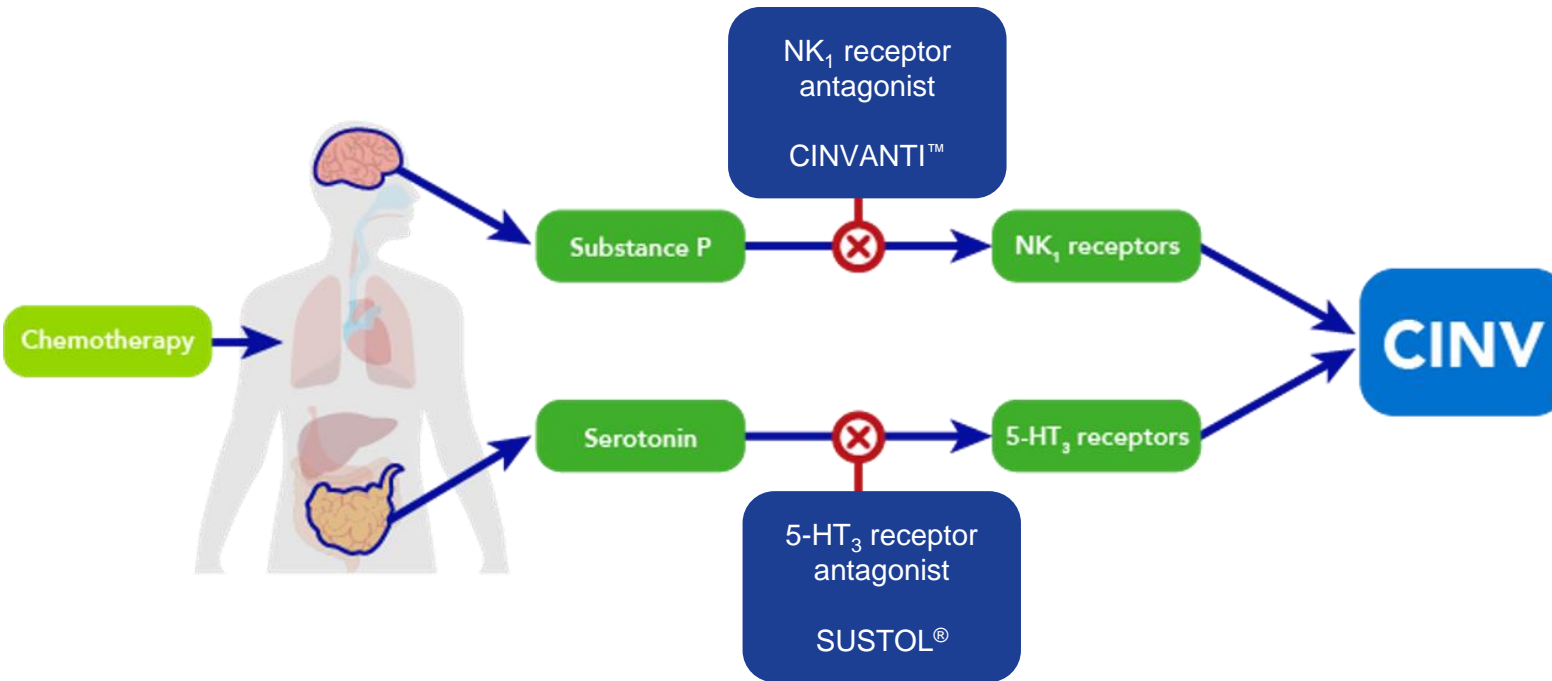 NK₁ receptor
antagonist
CINVANTI™
Substance P
NK₁ receptors
Chemotherapy
CINV
Serotonin
5-HT₃ receptors
5-HT₃ receptor
antagonist
SUSTOL®